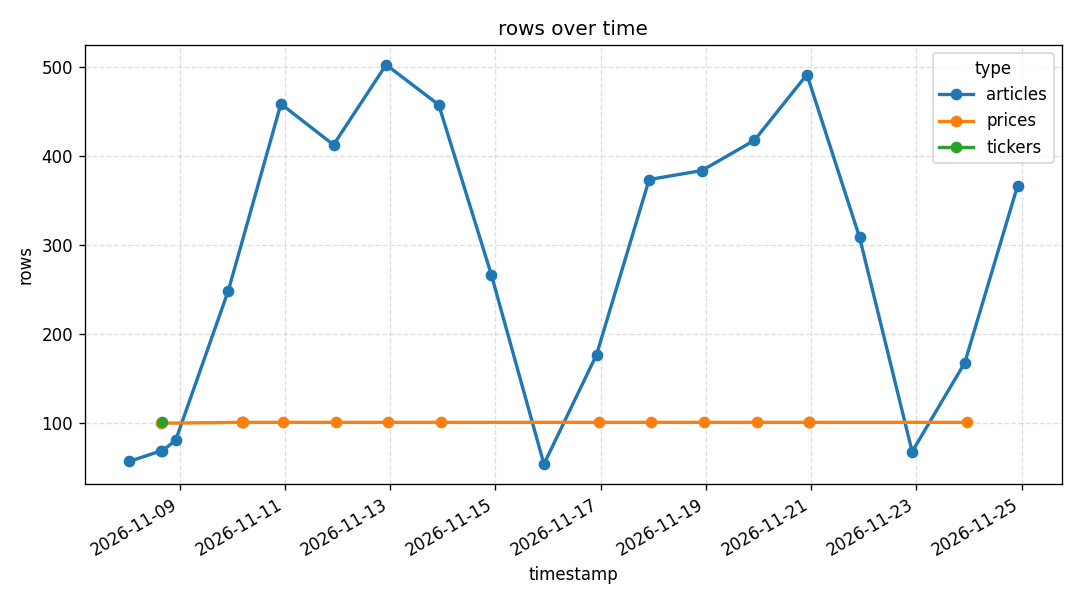 rows over time
500
400
300
200
100
rows
type
articles
prices
tickers
2026-11-09
2026-11-11
2026-11-13
2026-11-15
2026-11-17
2026-11-19
2026-11-21
2026-11-23
2026-11-25
timestamp